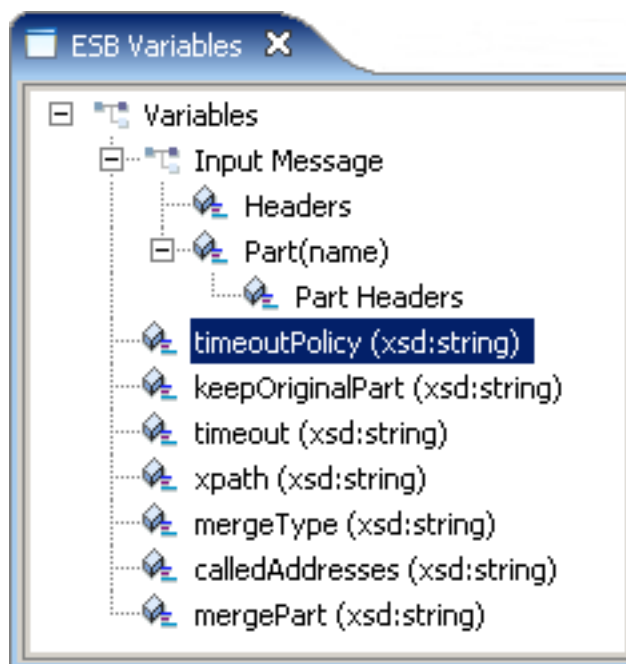 ESB Variables
Variables
Input Message
Headers
Part(name)
Part Headers
timeoutPolicy (xsd:string)
keepOriginalPart (xsd:string)
timeout (xsd:string)
xpath (xsd:string)
mergeType (xsd:string)
calledAddresses (xsd:string)
mergePart (xsd:string)